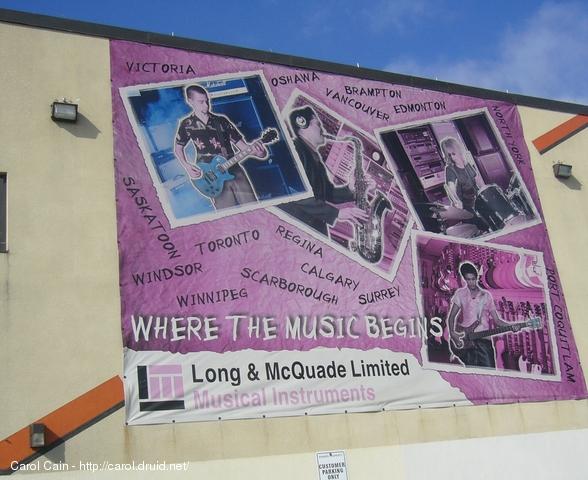 VICTORIA
OSHAWA
BRAMPTON
VANCOUVER
EDMONTON
NORTH YORK
Marshall
SASKATOON
TORONTO
REGINA
WINDSOR
CALGARY
SCARBOROUGH
WINNIPEG
SURREY
PORT COQUITLAM
WHERE THE MUSIC BEGINS
Long & McQuade Limited
Musical Instruments
CUSTOMER
PARKING
ONLY
Carol Cain - http://carol.druid.net/